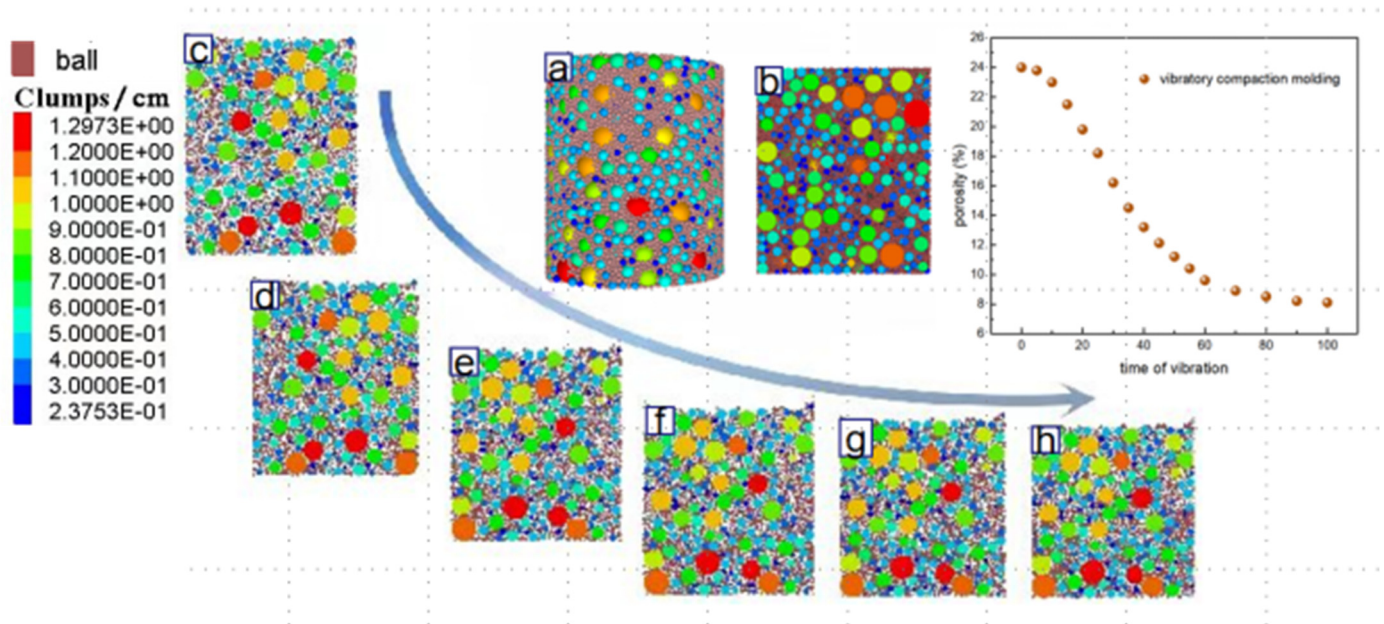 ball
Clumps/cm
1.2973E+00
1.2000E+00
1.1000E+00
1.0000E+00
9.0000E-01
8.0000E-01
7.0000E-01
6.0000E-01
5.0000E-01
4.0000E-01
3.0000E-01
2.3753E-01
c
a
b
d
e
f
g
h
26
24
22
20
18
16
14
12
10
8
6
porosity (%)
vibratory compaction molding
0 20 40 60 80 100
time of vibration